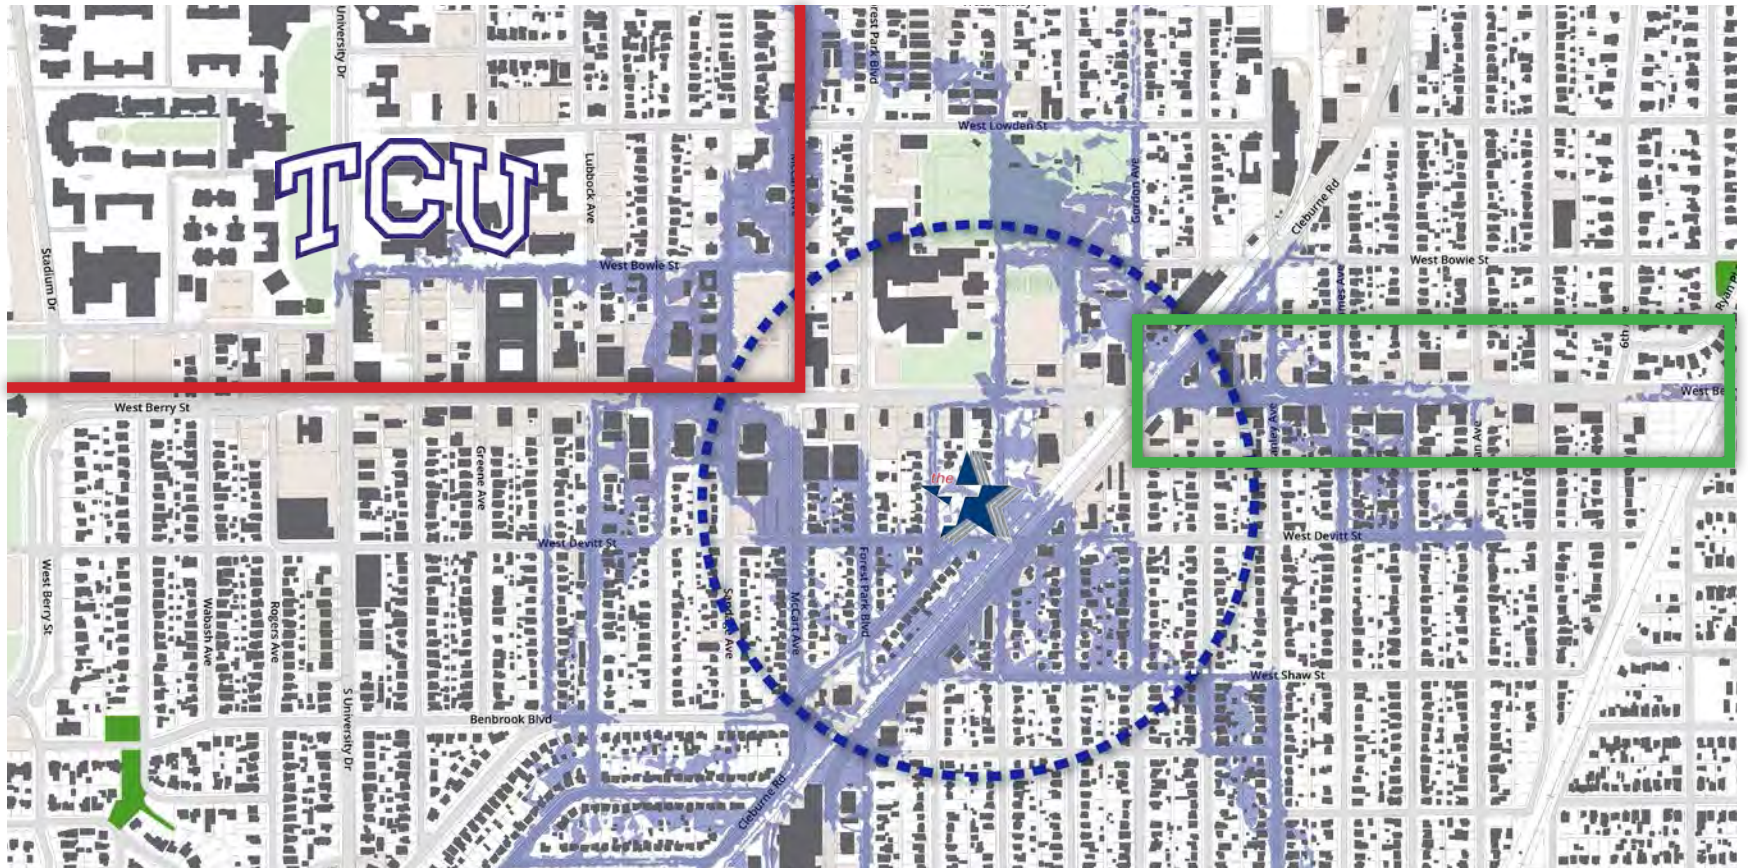 University Dr
TCU
West Lowden St
Lubbock Ave
Gordon Ave
Cleburne Rd
Stadium Dr
West Bowie St
West Bowie St
6th
West Berry St
Greene Ave
the
West Devitt St
West Devitt St
West Berry St
Wabash Ave
Rogers Ave
McCart Ave
Forest Park Blvd
West Shaw St
S University Dr
Benbrook Blvd
Cleburne Rd